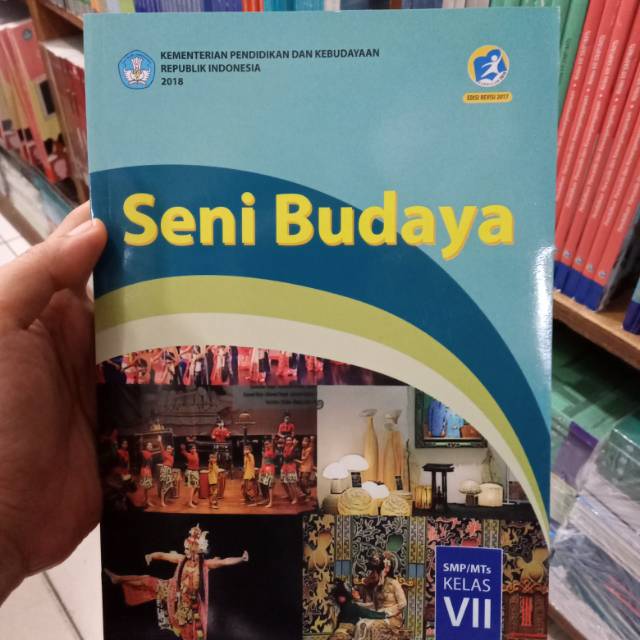 KEMENTERIAN PENDIDIKAN DAN KEBUDAYAAN
REPUBLIK INDONESIA
2018
EDISI REVISI 2017
Seni Budaya
SMP/MTs
KELAS
VII